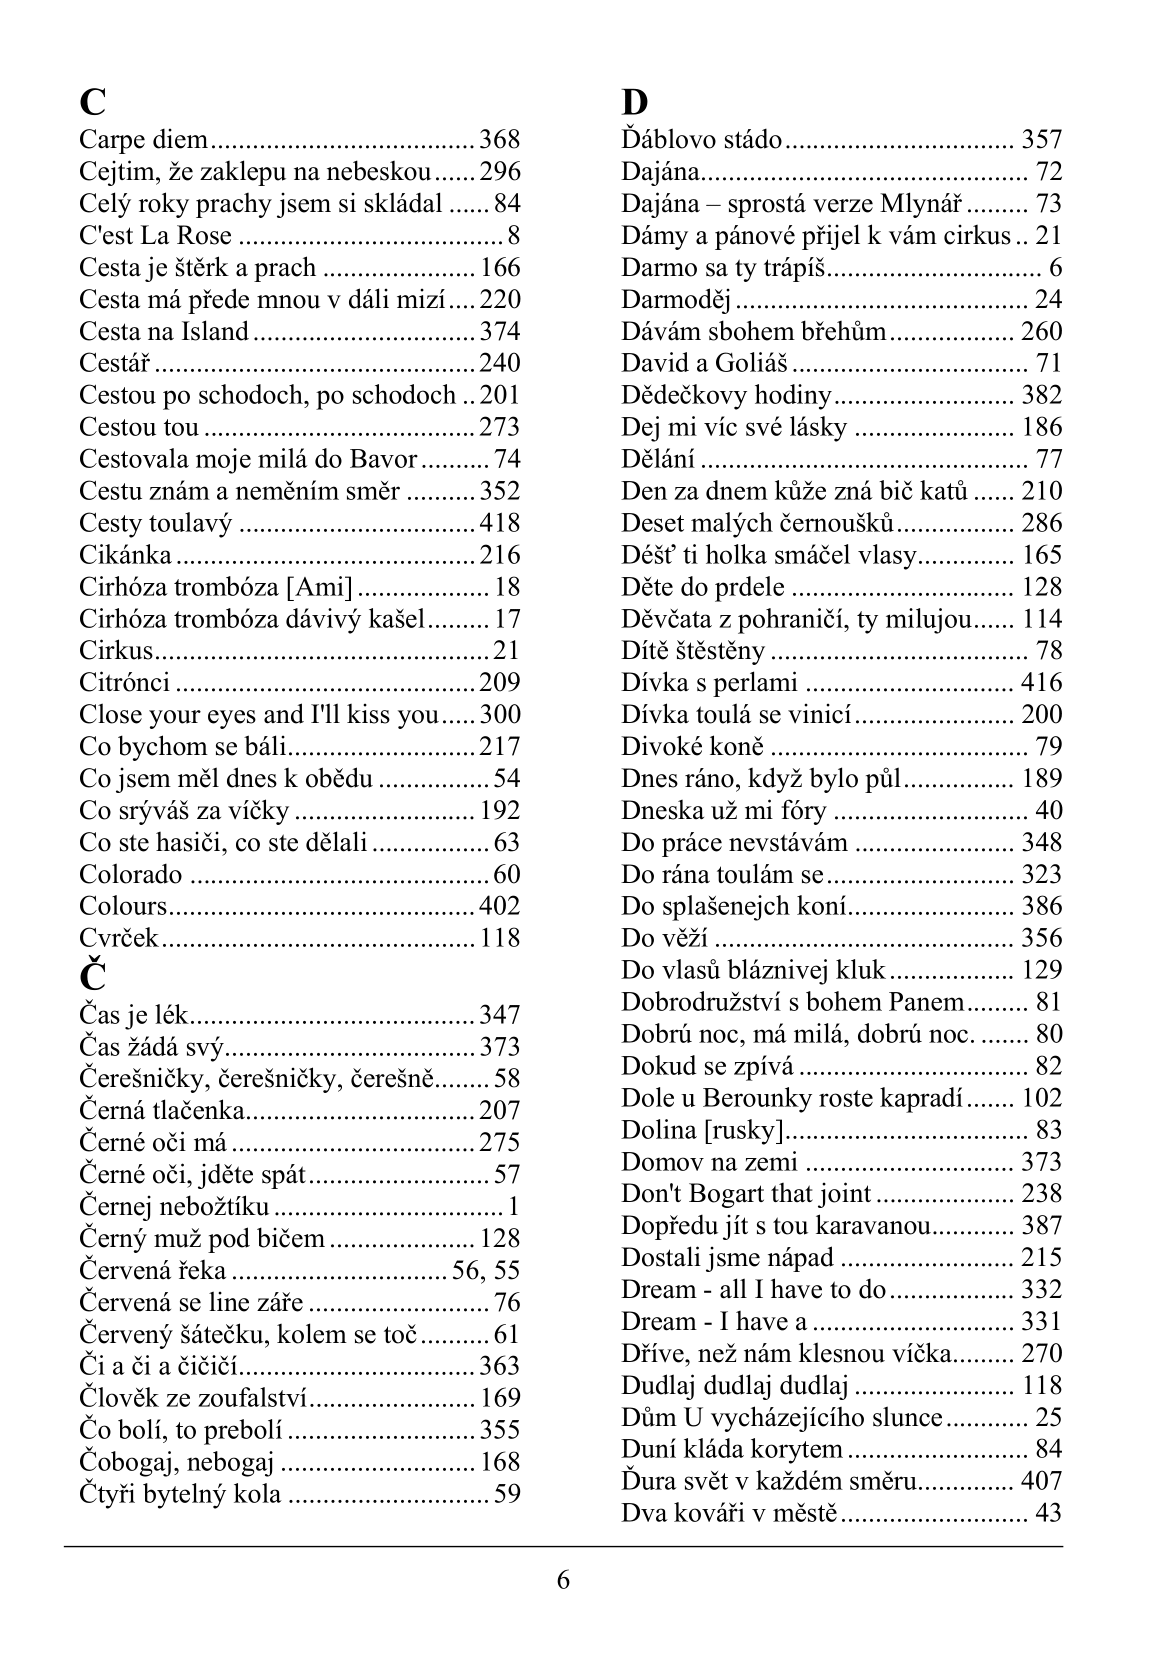 C
Carpe diem...................................... 368
Cejtim, že zaklepu na nebeskou...... 296
Celý roky prachy jsem si skládal ...... 84
C'est La Rose ...................................... 8
Cesta je štěrk a prach ...................... 166
Cesta má přede mnou v dáli mizí.... 220
Cesta na Island................................ 374
Cestář .............................................. 240
Cestou po schodoch, po schodoch .. 201
Cestou tou ....................................... 273
Cestovala moje milá do Bavor.......... 74
Cestu znám a neměním směr .......... 352
Cesty toulavý .................................. 418
Cikánka ........................................... 216
Cirhóza trombóza [Ami]................... 18
Cirhóza trombóza dávivý kašel......... 17
Cirkus................................................ 21
Citrónci ........................................... 209
Close your eyes and I'll kiss you..... 300
Co bychom se báli........................... 217
Co jsem měl dnes k obědu ................ 54
Co srýváš za víčky .......................... 192
Co ste hasiči, co ste dělali ................. 63
Colorado ........................................... 60
Colours............................................ 402
Cvrček............................................. 118
Č
Čas je lék......................................... 347
Čas žádá svý.................................... 373
Čerešničky, čerešničky, čerešně........ 58
Černá tlačenka................................. 207
Černé oči má ................................... 275
Černé oči, jděte spát.......................... 57
Černej nebožtíku ................................. 1
Černý muž pod bičem ..................... 128
Červená řeka ............................... 56, 55
Červená se line záře .......................... 76
Červený šátečku, kolem se toč.......... 61
Či a či a čičičí.................................. 363
Člověk ze zoufalství........................ 169
Čo bolí, to prebolí ........................... 355
Čobogaj, nebogaj ............................ 168
Čtyři bytelný kola ............................. 59
D
Ďáblovo stádo................................. 357
Dajána............................................... 72
Dajána – sprostá verze Mlynář ......... 73
Dámy a pánové přijel k vám cirkus .. 21
Darmo sa ty trápíš............................... 6
Darmoděj .......................................... 24
Dávám sbohem břehům.................. 260
David a Goliáš .................................. 71
Dědečkovy hodiny.......................... 382
Dej mi víc své lásky ....................... 186
Dělání ............................................... 77
Den za dnem kůže zná bič katů ...... 210
Deset malých černoušků................. 286
Déšť ti holka smáčel vlasy.............. 165
Děte do prdele ................................ 128
Děvčata z pohraničí, ty milujou...... 114
Dítě štěstěny ..................................... 78
Dívka s perlami .............................. 416
Dívka toulá se vinicí....................... 200
Divoké koně ..................................... 79
Dnes ráno, když bylo půl................ 189
Dneska už mi fóry ............................ 40
Do práce nevstávám ....................... 348
Do rána toulám se........................... 323
Do splašenejch koní........................ 386
Do věží ........................................... 356
Do vlasů bláznivej kluk .................. 129
Dobrodružství s bohem Panem......... 81
Dobrú noc, má milá, dobrú noc. ....... 80
Dokud se zpívá ................................. 82
Dole u Berounky roste kapradí ....... 102
Dolina [rusky]................................... 83
Domov na zemi .............................. 373
Don't Bogart that joint .................... 238
Dopředu jít s tou karavanou............ 387
Dostali jsme nápad ......................... 215
Dream - all I have to do.................. 332
Dream - I have a ............................. 331
Dříve, než nám klesnou víčka......... 270
Dudlaj dudlaj dudlaj ....................... 118
Dům U vycházejícího slunce............ 25
Duní kláda korytem .......................... 84
Ďura svět v každém směru.............. 407
Dva kováři v městě........................... 43
6